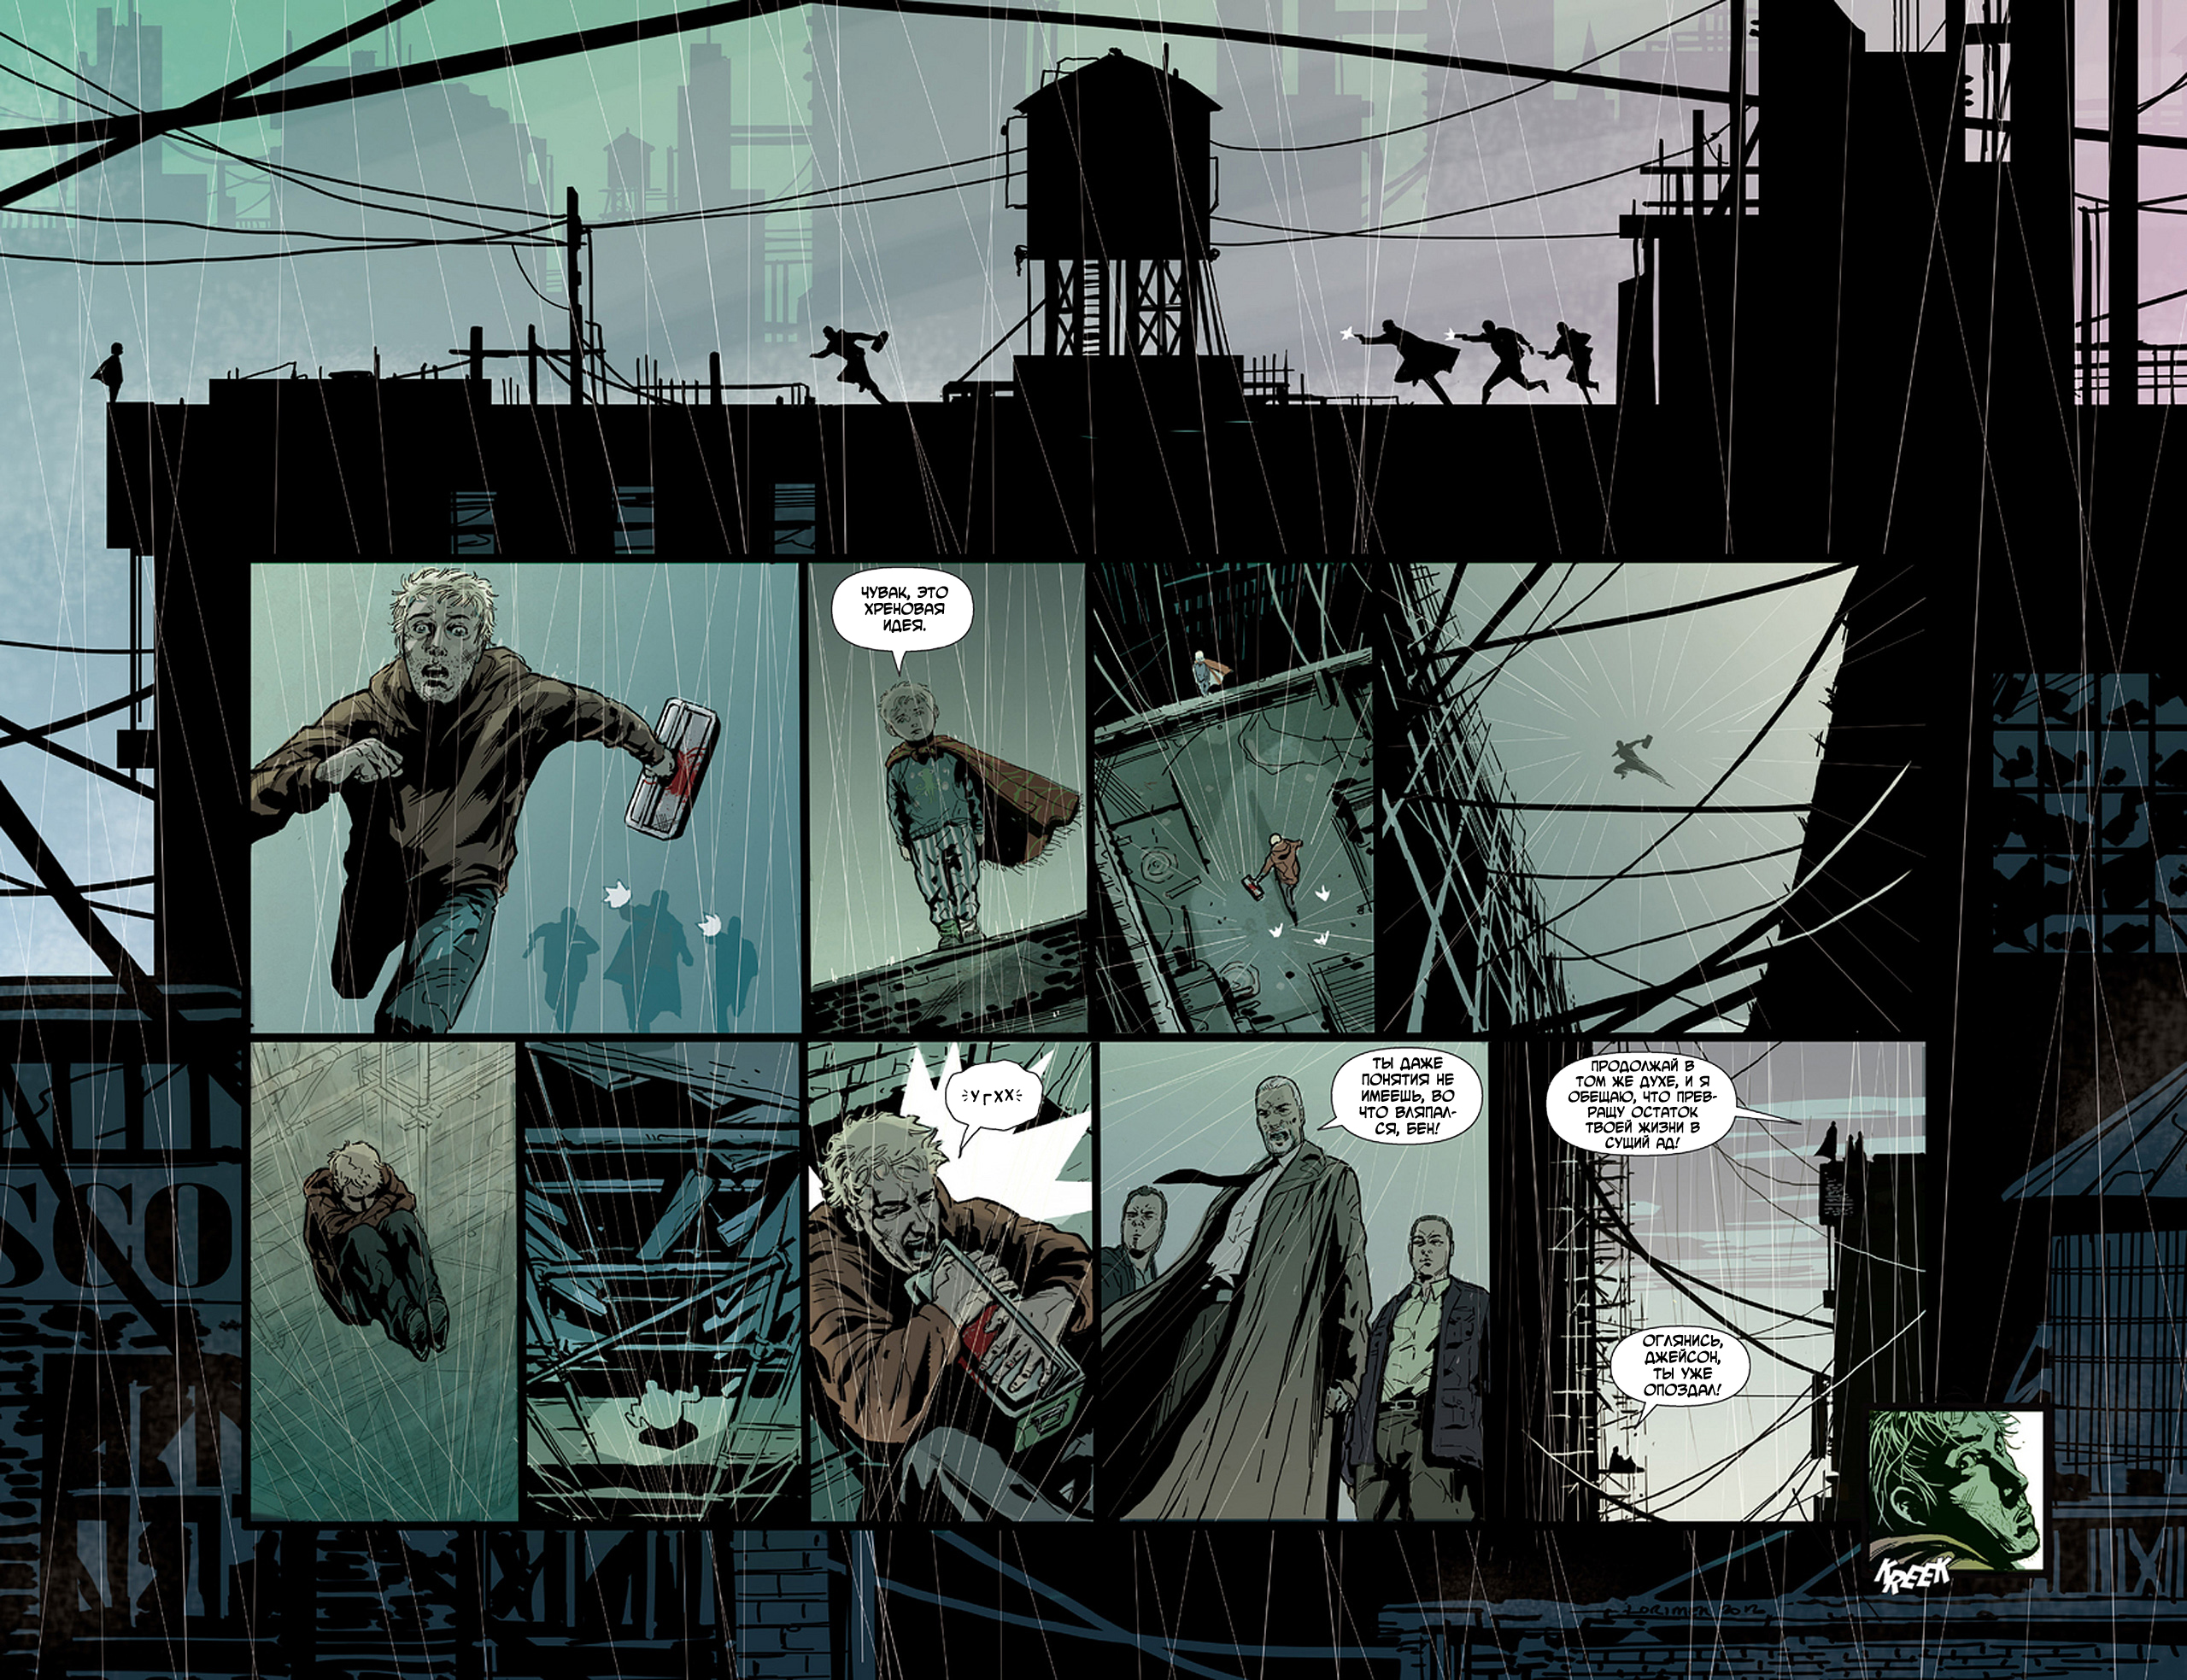 ЧУВАК, ЭТО
ХРЕНОВАЯ
ИДЕЯ.
УГХХ
ТЫ ДАЖЕ
ПОНЯТИЯ НЕ
ИМЕЕШЬ, ВО
ЧТО ВЛЯПАЛ-
СЯ, БЕН!
ПРОДОЛЖАЙ В
ТОМ ЖЕ ДУХЕ, И Я
ОБЕЩАЮ, ЧТО ПРЕВ-
РАЩУ ОСТАТОК
ТВОЕЙ ЖИЗНИ В
СУЩИЙ АД!
ОГЛЯНИСЬ,
ДЖЕЙСОН,
ТЫ УЖЕ
ОПОЗДАЛ!
SCO
KREEK